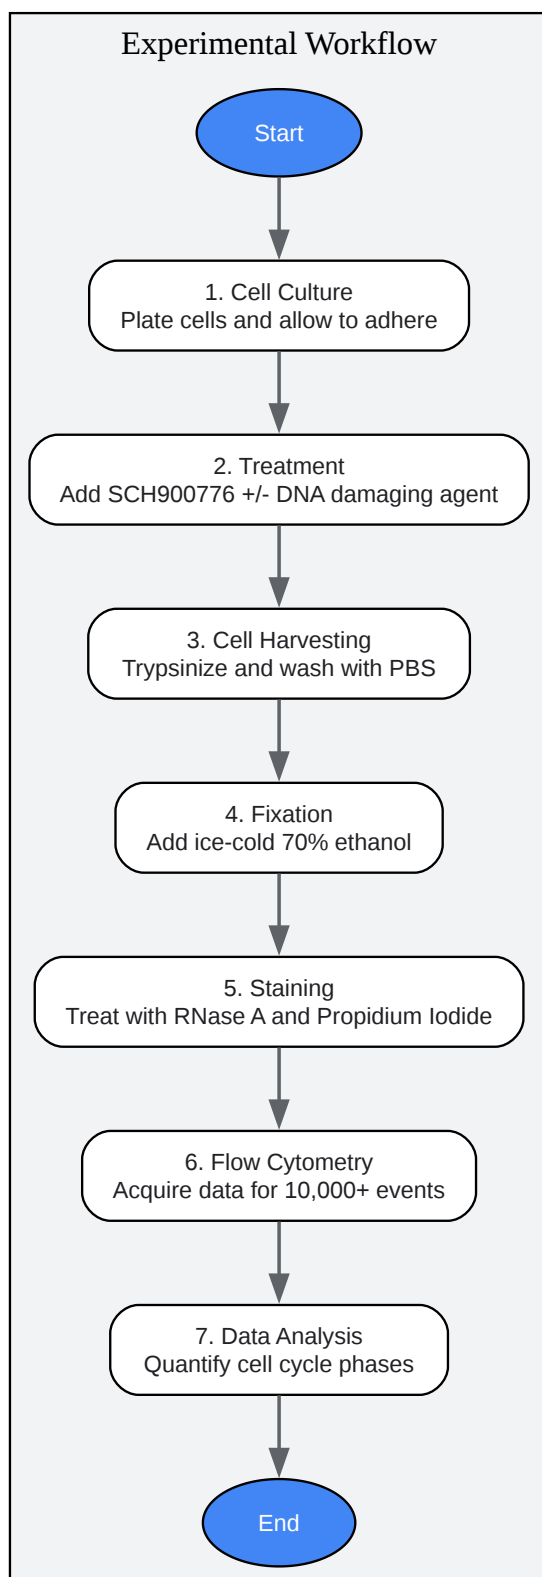 Experimental Workflow
Start
1. Cell Culture
Plate cells and allow to adhere
2. Treatment
Add SCH900776 +/- DNA damaging agent
3. Cell Harvesting
Trypsinize and wash with PBS
4. Fixation
Add ice-cold 70% ethanol
5. Staining
Treat with RNase A and Propidium Iodide
6. Flow Cytometry
Acquire data for 10,000+ events
7. Data Analysis
Quantify cell cycle phases
End